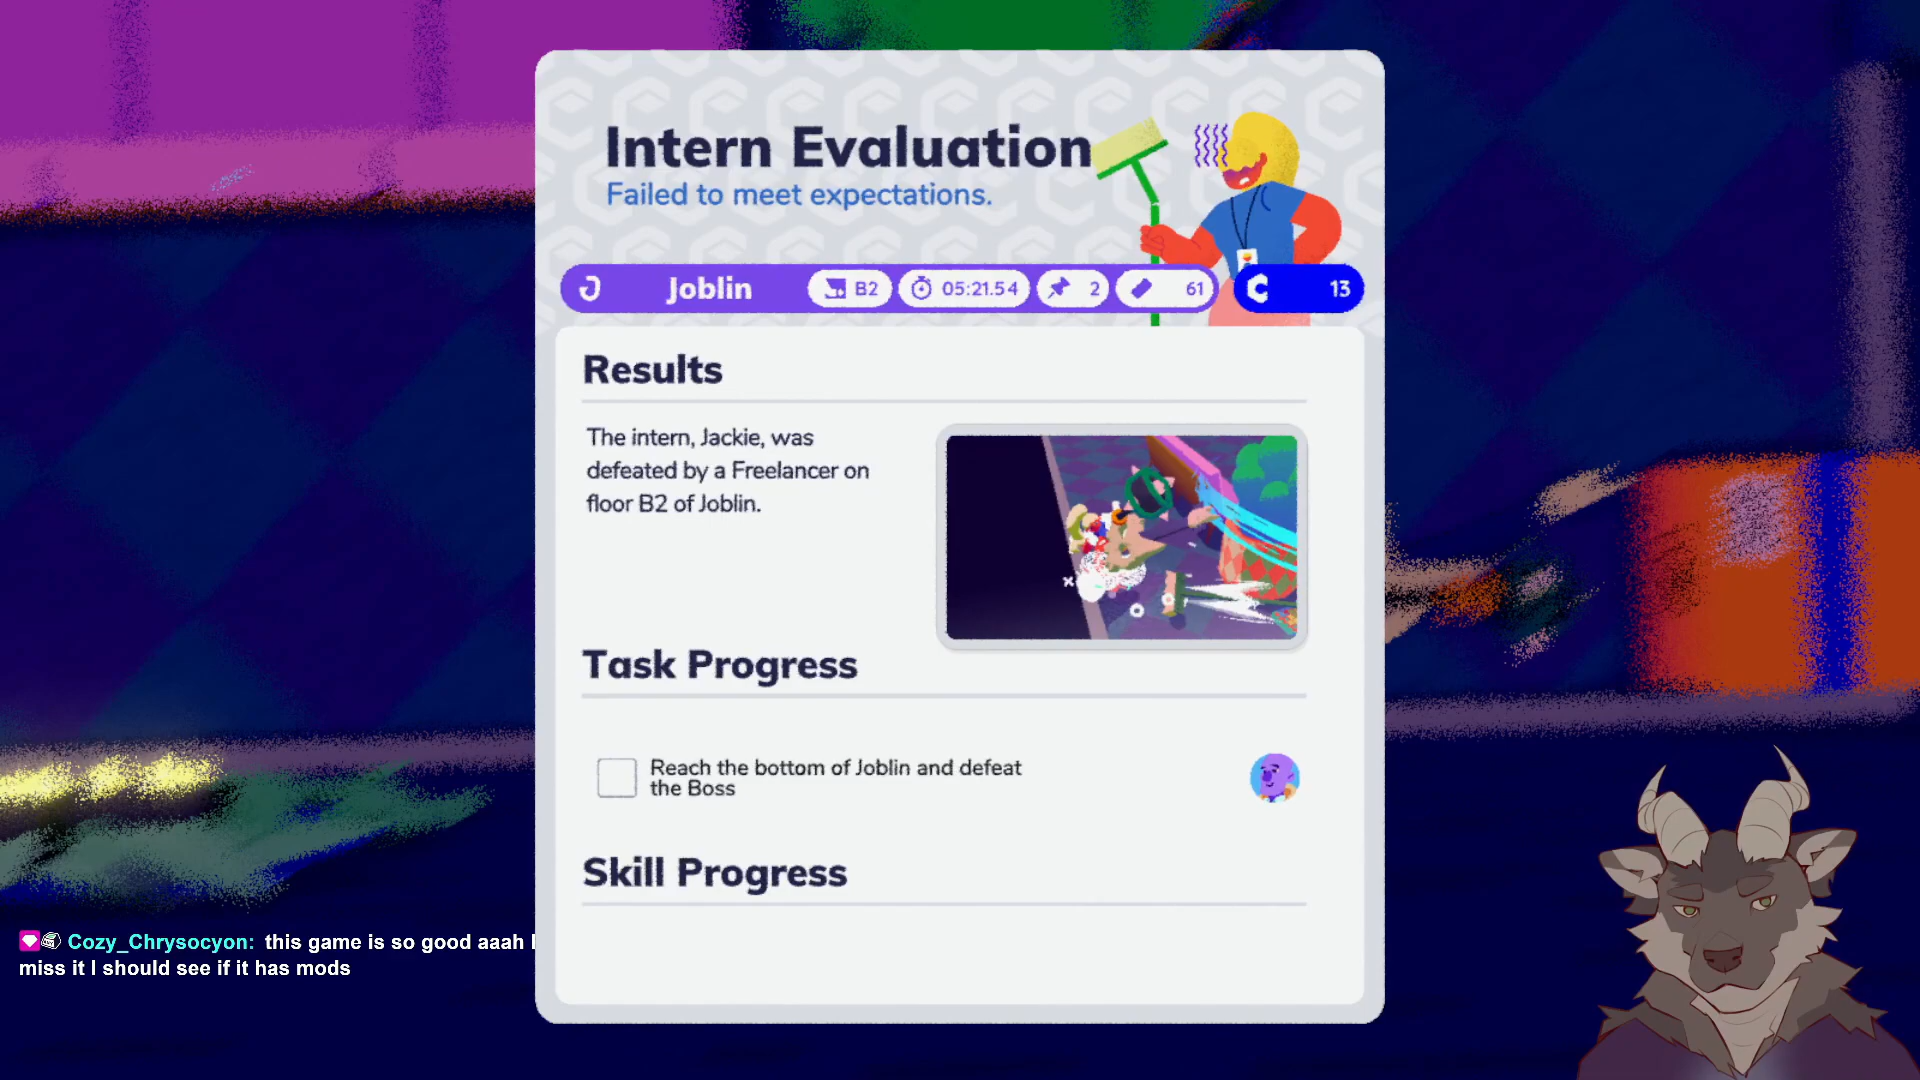 Intern Evaluation
Failed to meet expectations.
Joblin B2 05:21.54 2 61 13
Results
The intern, Jackie, was
defeated by a Freelancer on
floor B2 of Joblin.
Task Progress
Reach the bottom of Joblin and defeat
the Boss
Skill Progress
Cozy_Chrysocyon: this game is so good aaah I
miss it I should see if it has mods